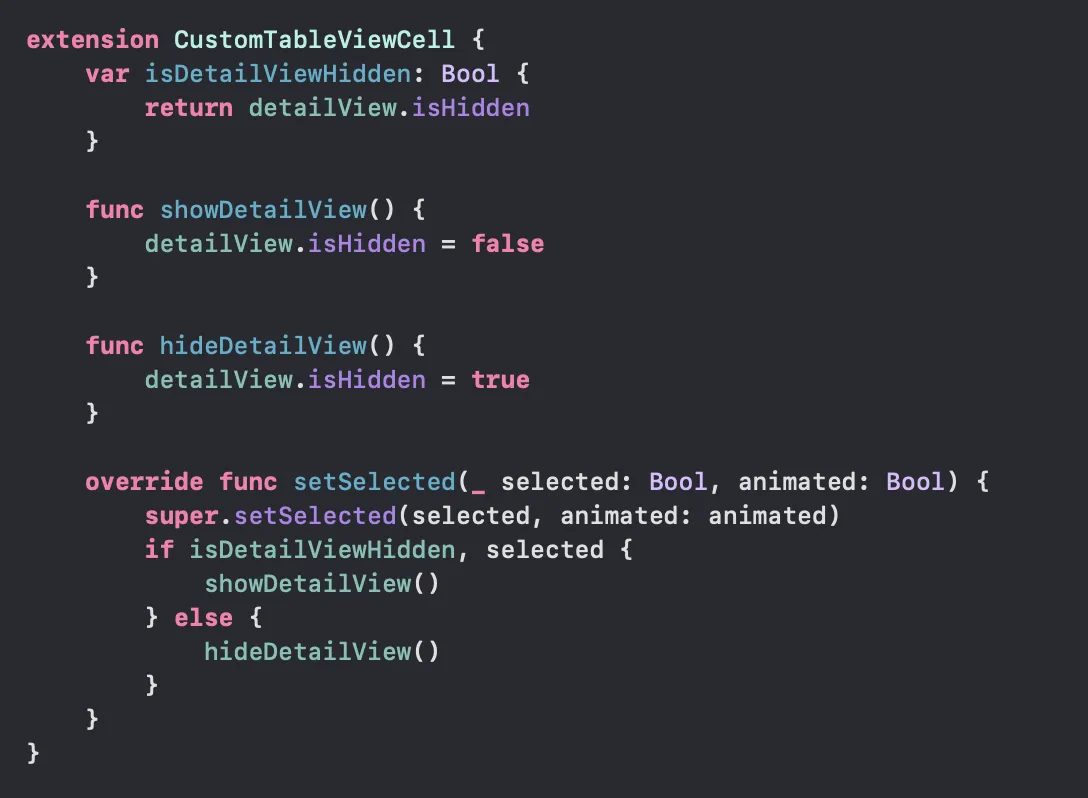 extension CustomTableViewCell {
    var isDetailViewHidden: Bool {
        return detailView.isHidden
    }

    func showDetailView() {
        detailView.isHidden = false
    }

    func hideDetailView() {
        detailView.isHidden = true
    }

    override func setSelected(_ selected: Bool, animated: Bool) {
        super.setSelected(selected, animated: animated)
        if isDetailViewHidden, selected {
            showDetailView()
        } else {
            hideDetailView()
        }
    }
}